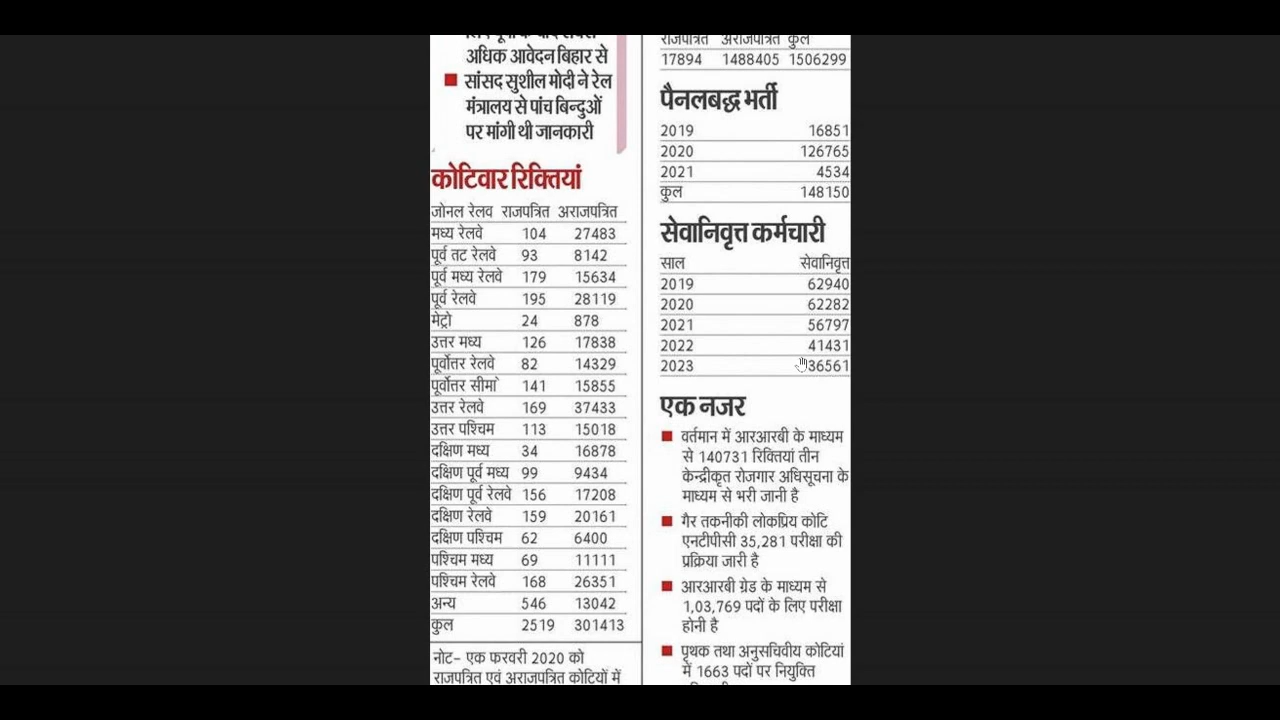 अधिक आवेदन बिहार से
सांसद सुशील मोदी ने रेल
मंत्रालय से पांच बिन्दुओं
पर मांगी थी जानकारी
कोटिवार रिक्तियां
जोनल रेलव राजपत्रित अराजपत्रित
मध्य रेलवे 104 27483
पूर्व तट रेलवे 93 8142
पूर्व मध्य रेलवे 179 15634
पूर्व रेलवे 195 28119
मेट्रो 24 878
उत्तर मध्य 126 17838
पूर्वोत्तर रेलवे 82 14329
पूर्वोत्तर सीमा 141 15855
उत्तर रेलवे 169 37433
उत्तर पश्चिम 113 15018
दक्षिण मध्य 34 16878
दक्षिण पूर्व मध्य 99 9434
दक्षिण पूर्व रेलवे 156 17208
दक्षिण रेलवे 159 20161
दक्षिण पश्चिम 62 6400
पश्चिम मध्य 69 11111
पश्चिम रेलवे 168 26351
अन्य 546 13042
कुल 2519 301413
नोट- एक फरवरी 2020 को
राजपत्रित एवं अराजपत्रित कोटियों में
राजपत्रित अराजपत्रित कुल
17894 1488405 1506299
पैनलबद्ध भर्ती
2019 16851
2020 126765
2021 4534
कुल 148150
सेवानिवृत्त कर्मचारी
साल सेवानिवृत्त
2019 62940
2020 62282
2021 56797
2022 41431
2023 36561
एक नजर
वर्तमान में आरआरबी के माध्यम
से 140731 रिक्तियां तीन
केन्द्रीकृत रोजगार अधिसूचना के
माध्यम से भरी जानी है
गैर तकनीकी लोकप्रिय कोटि
एनटीपीसी 35,281 परीक्षा की
प्रक्रिया जारी है
आरआरबी ग्रेड के माध्यम से
1,03,769 पदों के लिए परीक्षा
होनी है
पृथक तथा अनुसचिवीय कोटियां
में 1663 पदों पर नियुक्ति